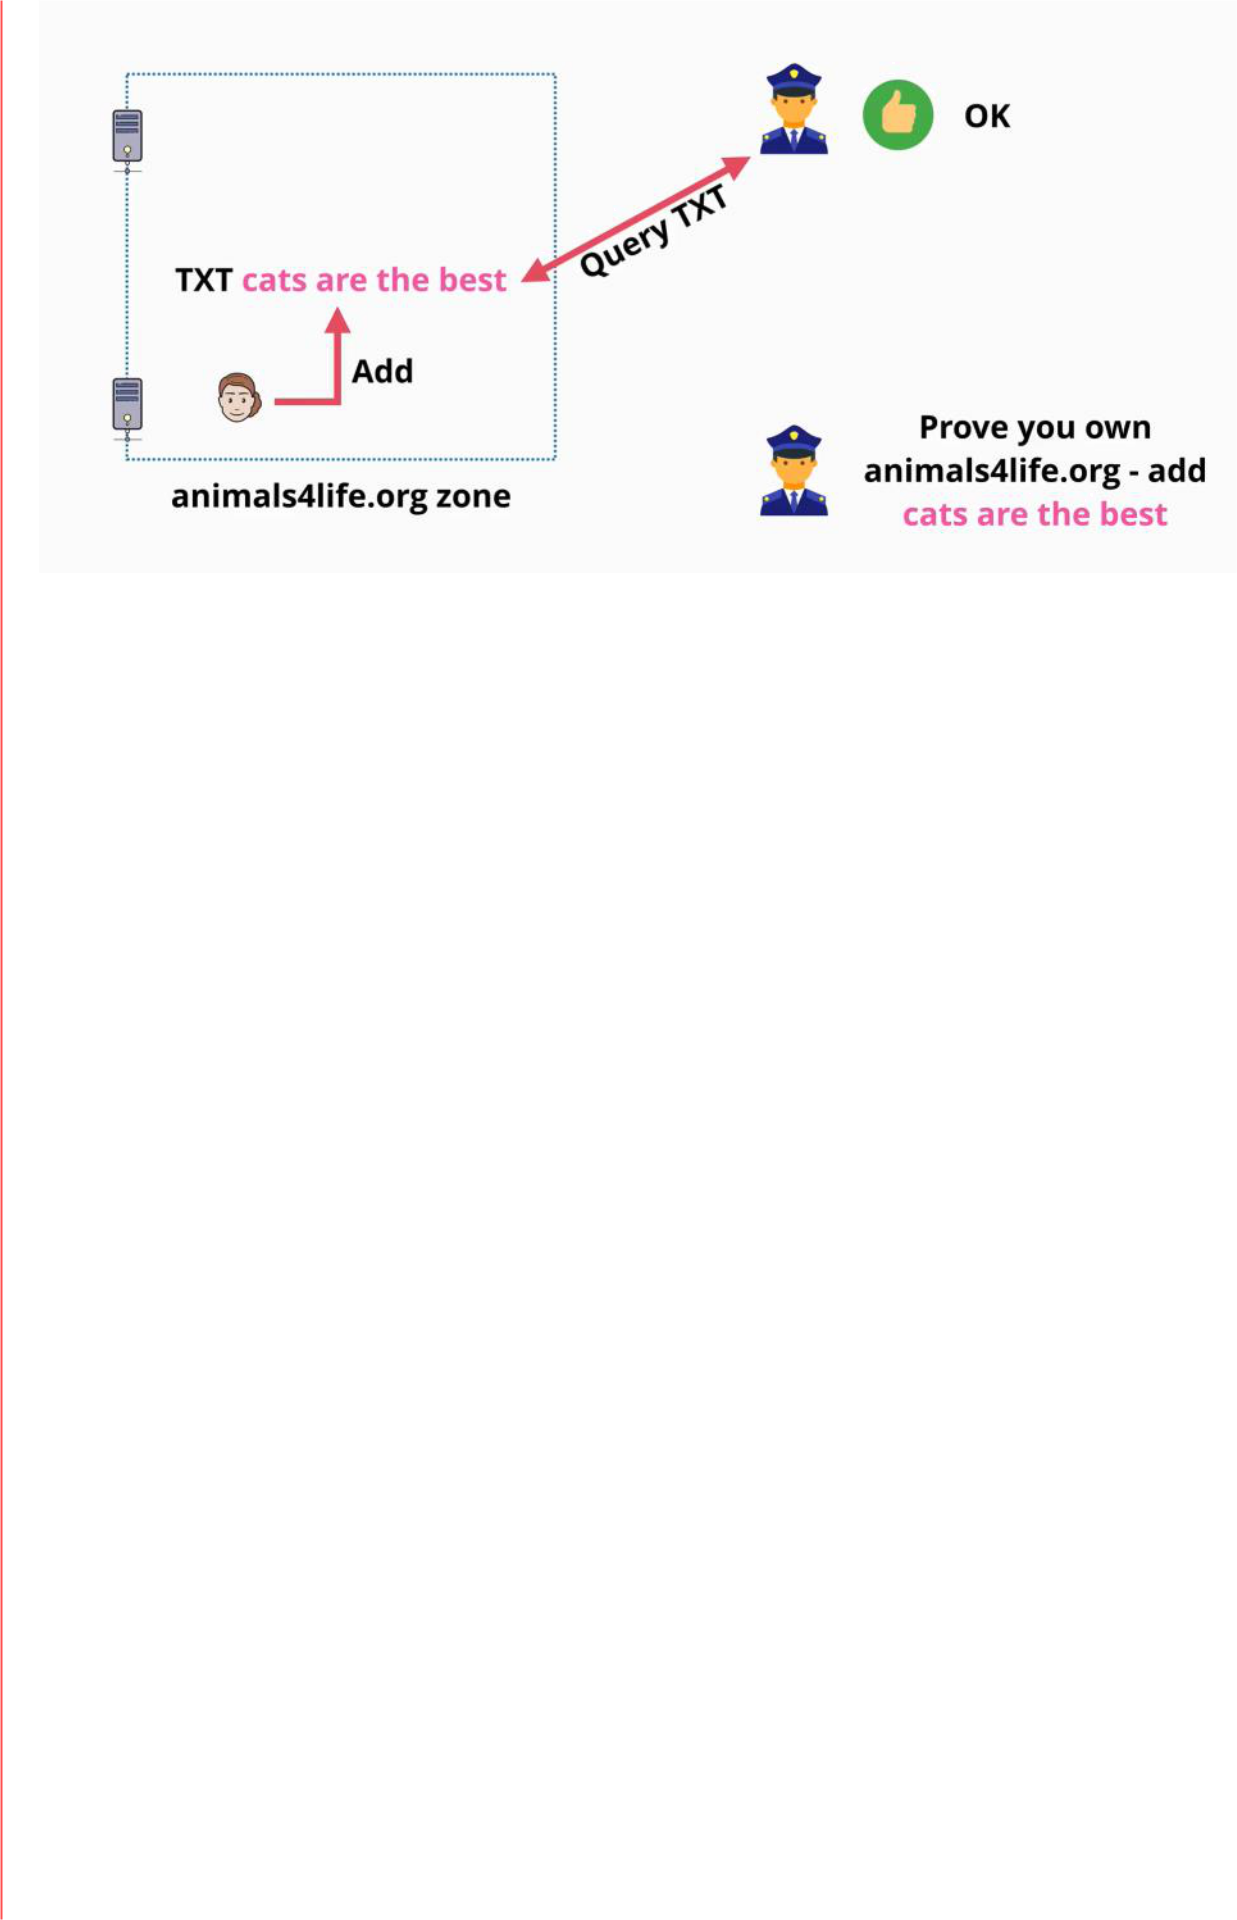 OK
Query TXT
TXT cats are the best
Add
animals4life.org zone
Prove you own
animals4life.org - add
cats are the best